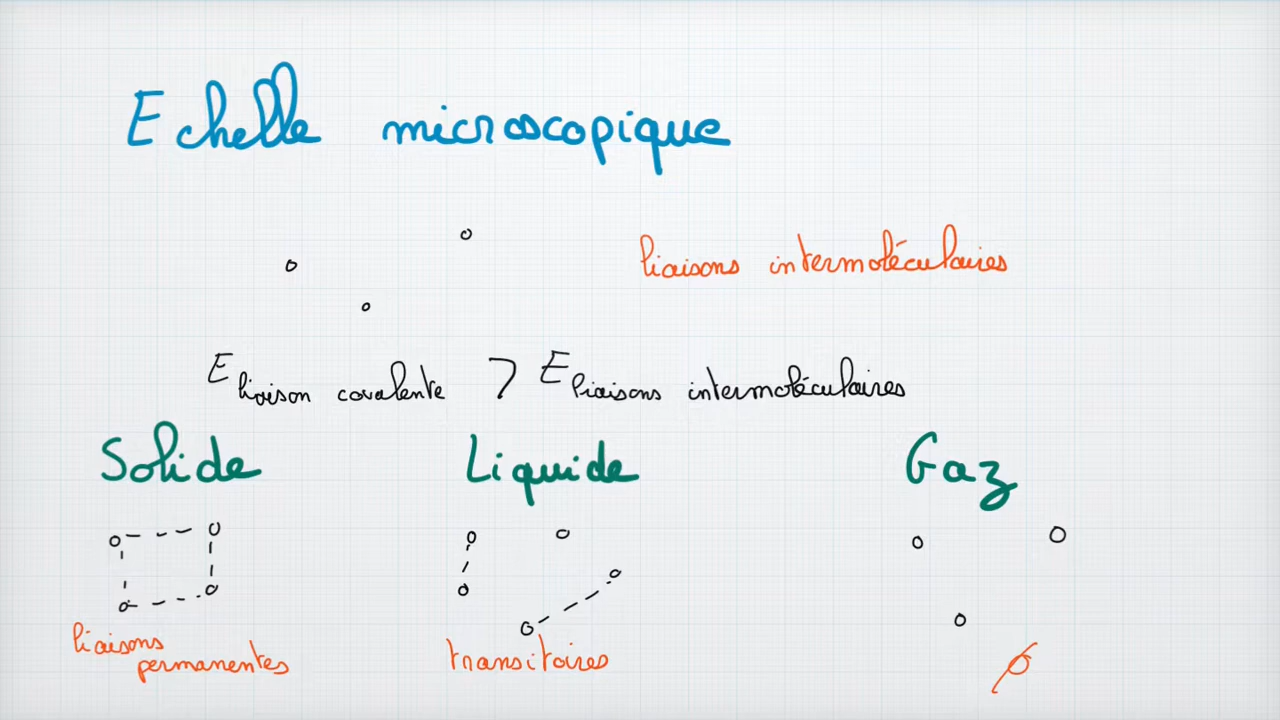 Echelle microscopique
liaisons intermoléculaires
E liaison covalente > E liaisons intermoléculaires
Solide Liquide Gaz
liaisons permanentes
transitoires
∅